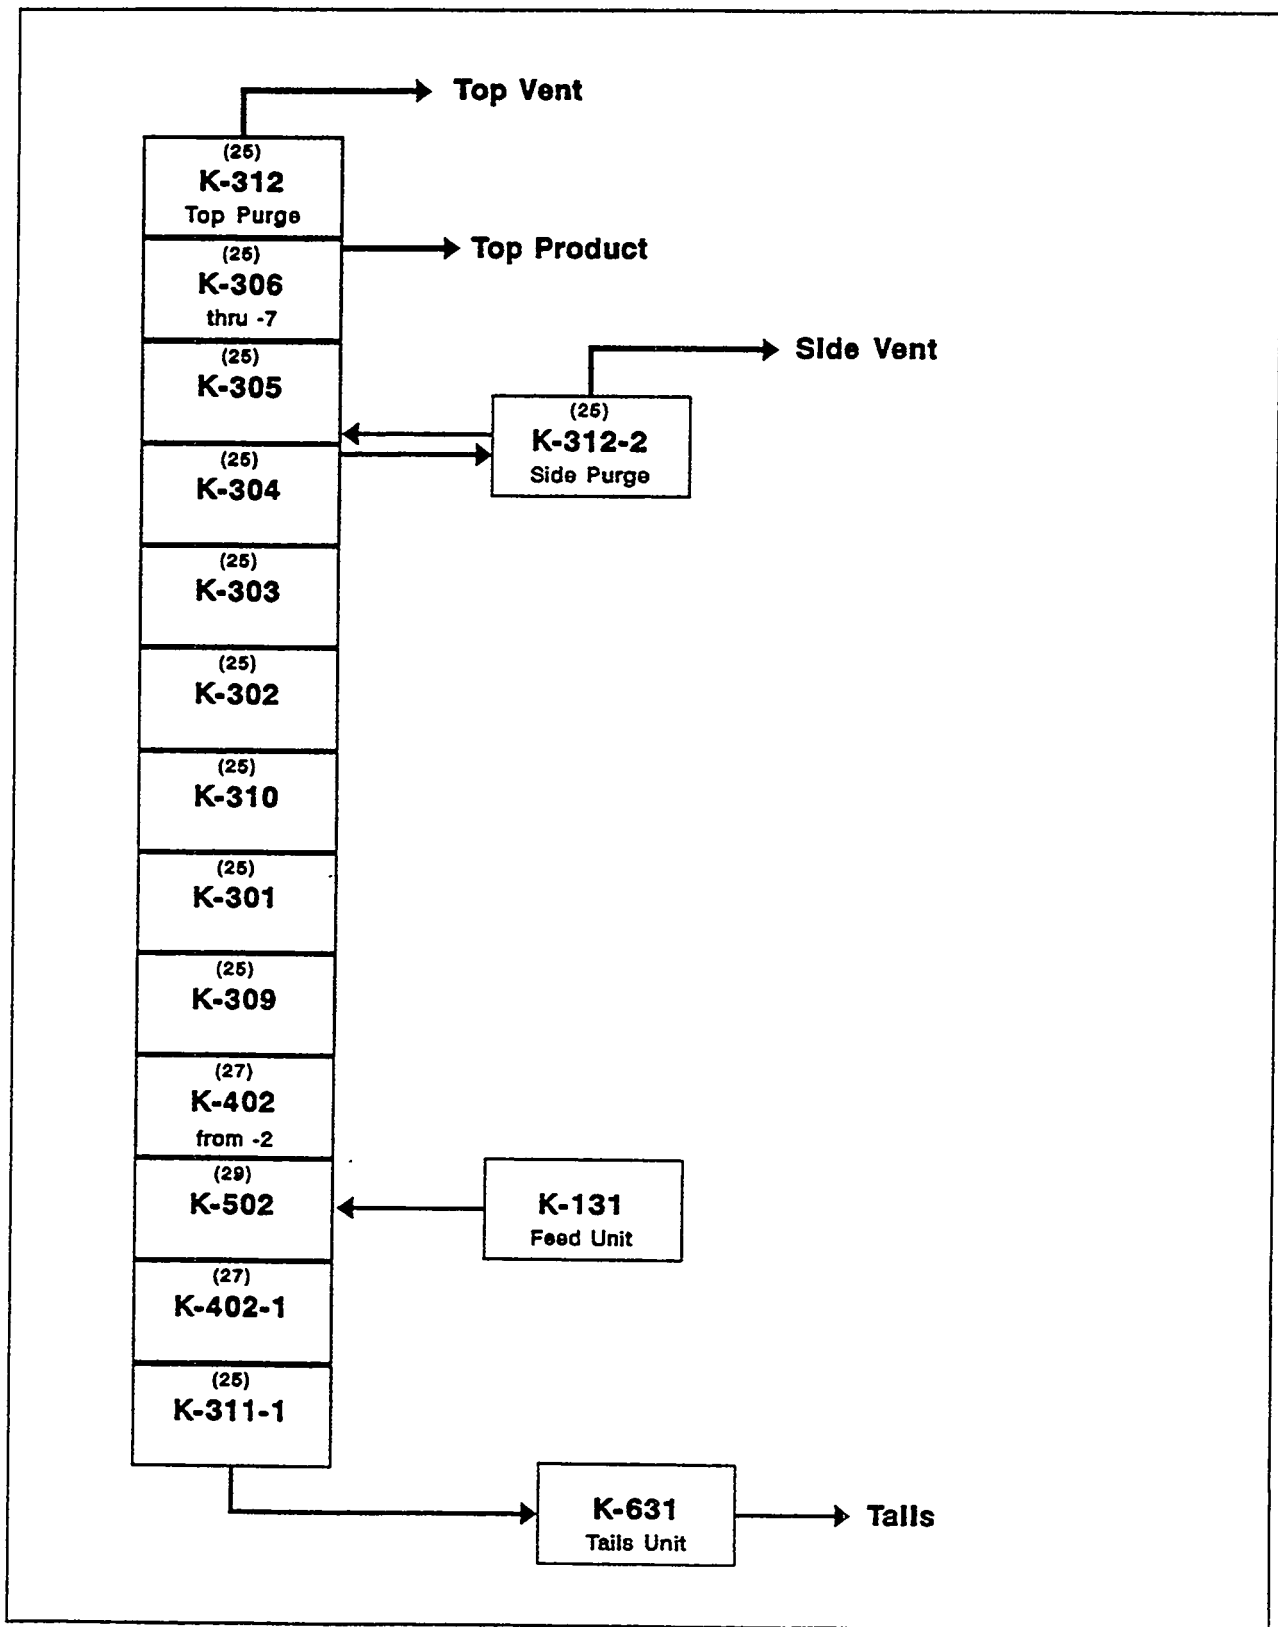 Top Vent
(25)
K-312
Top Purge
Top Product
(25)
K-306
thru -7
Side Vent
(25)
K-305
(25)
K-312-2
Side Purge
(25)
K-304
(25)
K-303
(25)
K-302
(25)
K-310
(25)
K-301
(25)
K-309
(27)
K-402
from -2
(29)
K-502
K-131
Feed Unit
(27)
K-402-1
(25)
K-311-1
K-631
Tails Unit
Tails